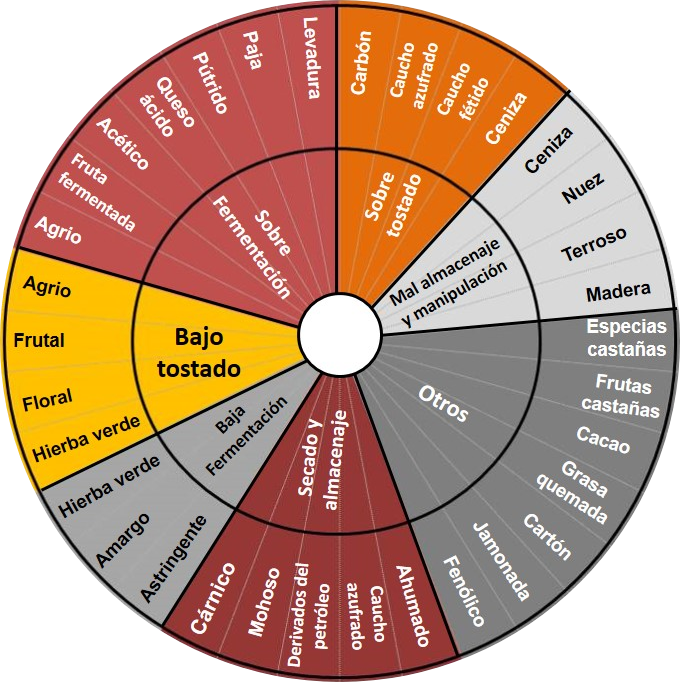 Carbón
Caucho
azufrado
Caucho
fétido
Ceniza
Sobre
tostado
Ceniza
Nuez
Terroso
Madera
Mal almacenaje
y manipulación
Especias
castañas
Frutas
castañas
Cacao
Grasa
quemada
Cartón
Jamonada
Fenólico
Otros
Ahumado
Caucho
azufrado
Derivados del
petróleo
Mohoso
Cárnico
Secado y
almacenaje
Astringente
Amargo
Hierba verde
Baja
Fermentación
Hierba verde
Floral
Frutal
Agrio
Bajo
tostado
Agrio
Fruta
fermentada
Acético
Queso
ácido
Pútrido
Paja
Levadura
Sobre
Fermentación